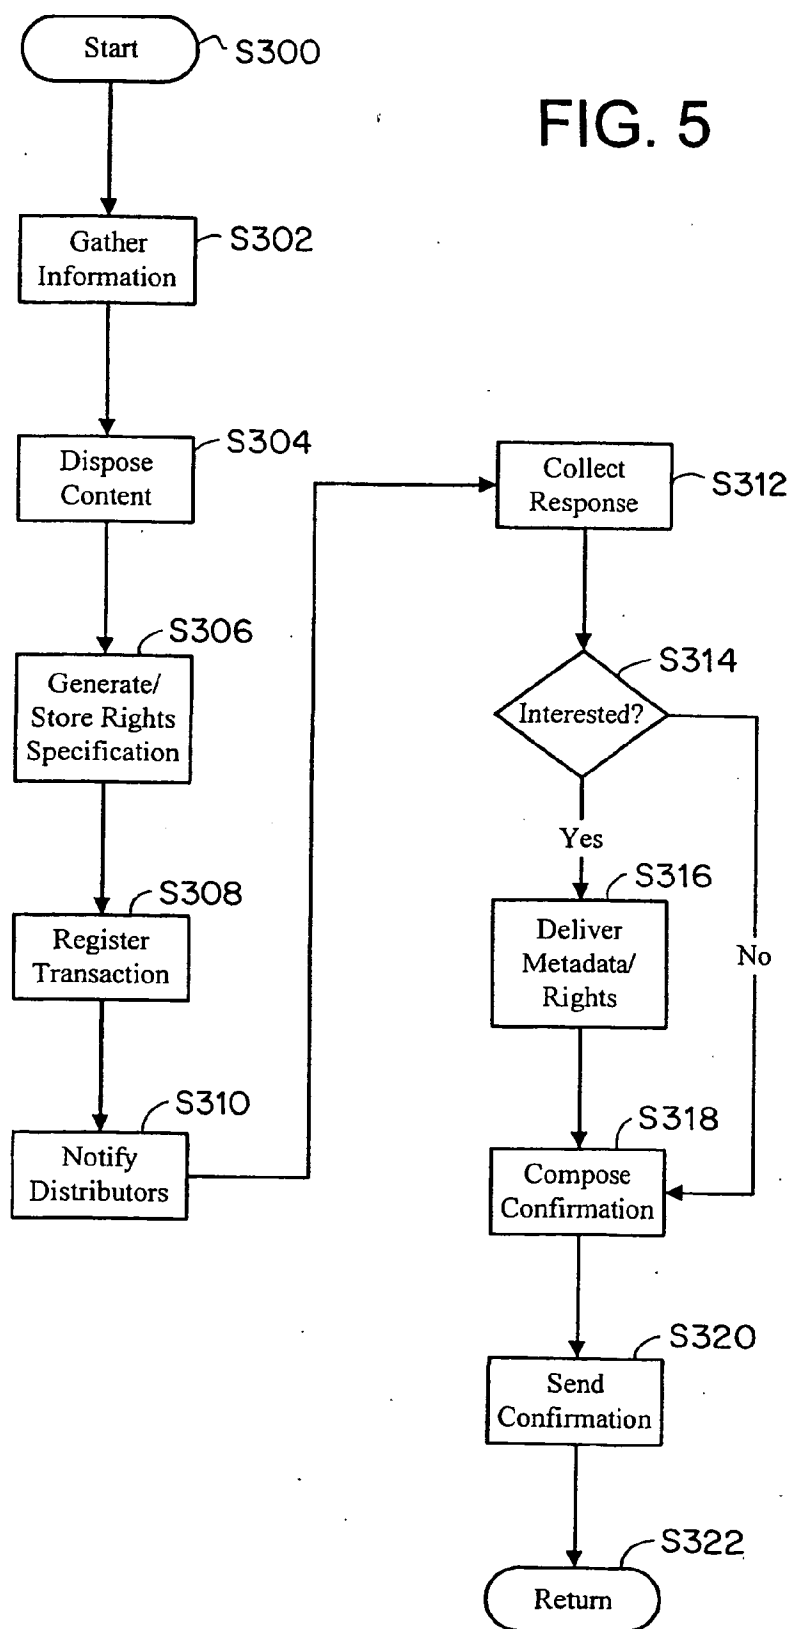 FIG. 5
Start
S300
Gather
Information
S302
Dispose
Content
S304
Generate/
Store Rights
Specification
S306
Register
Transaction
S308
Notify
Distributors
S310
Collect
Response
S312
Interested?
S314
Yes
No
Deliver
Metadata/
Rights
S316
Compose
Confirmation
S318
Send
Confirmation
S320
Return
S322